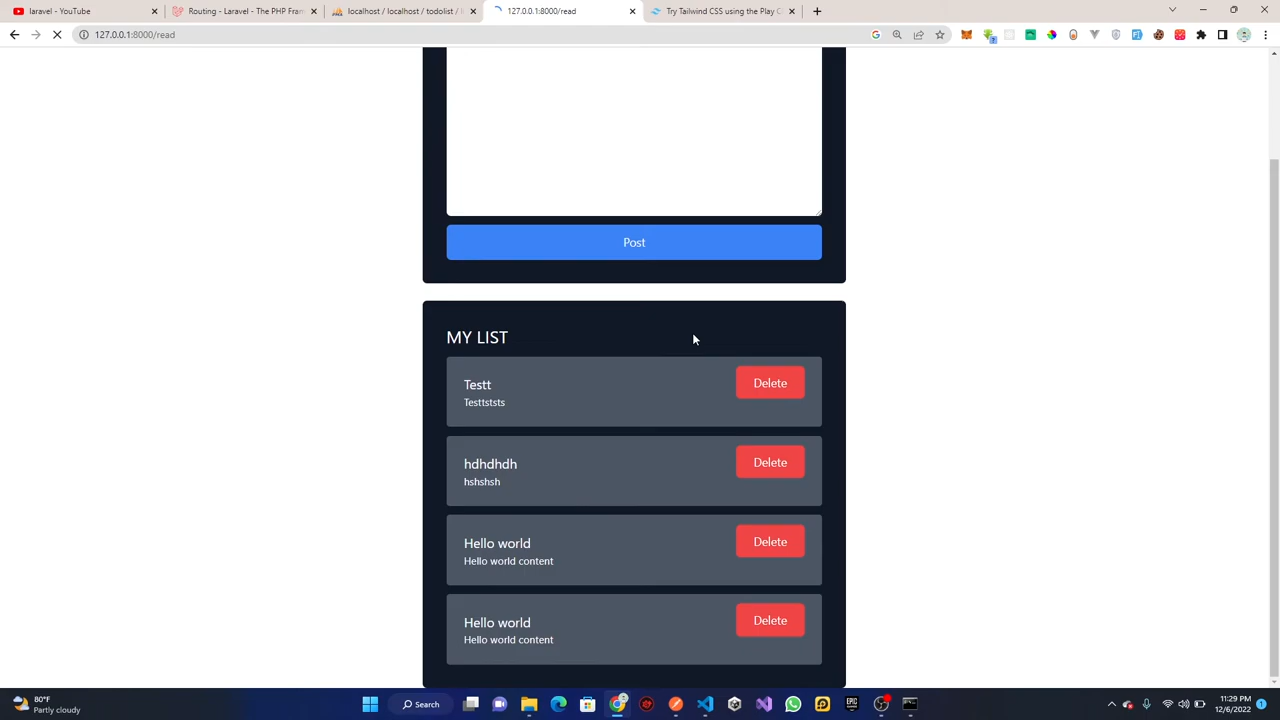 laravel - YouTube
Routing - Laravel - The PHP Fram
localhost / localhost / todolist / l
127.0.0.1:8000/read
Try Tailwind CSS using the Play C
127.0.0.1:8000/read
Post
MY LIST
Testt
Testtststs
Delete
hdhdhdh
hshshsh
Delete
Hello world
Hello world content
Delete
Hello world
Hello world content
Delete
80°F
Partly cloudy
Search
11:29 PM
12/6/2022